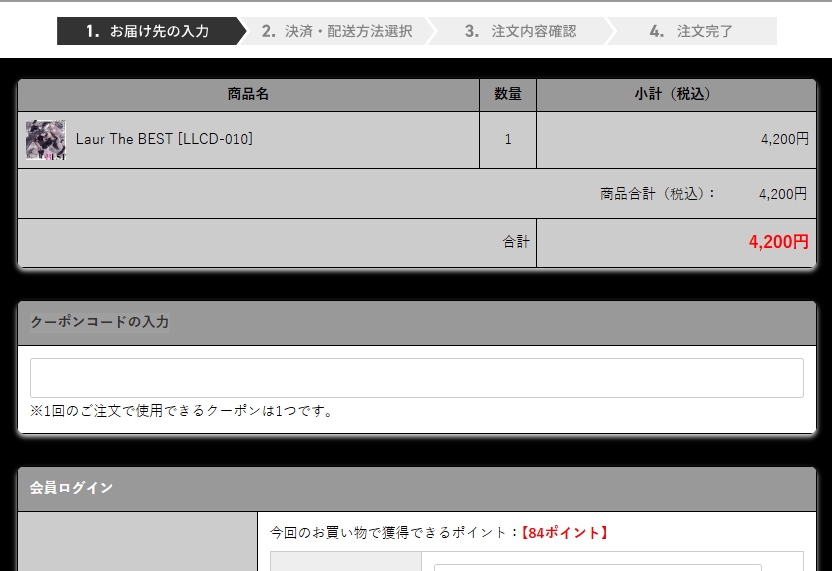 1. お届け先の入力 2. 決済・配送方法選択 3. 注文内容確認 4. 注文完了
商品名 数量 小計（税込）
Laur The BEST [LLCD-010] 1 4,200円
商品合計（税込）： 4,200円
合計 4,200円
クーポンコードの入力
※1回のご注文で使用できるクーポンは1つです。
会員ログイン
今回のお買い物で獲得できるポイント：【84ポイント】